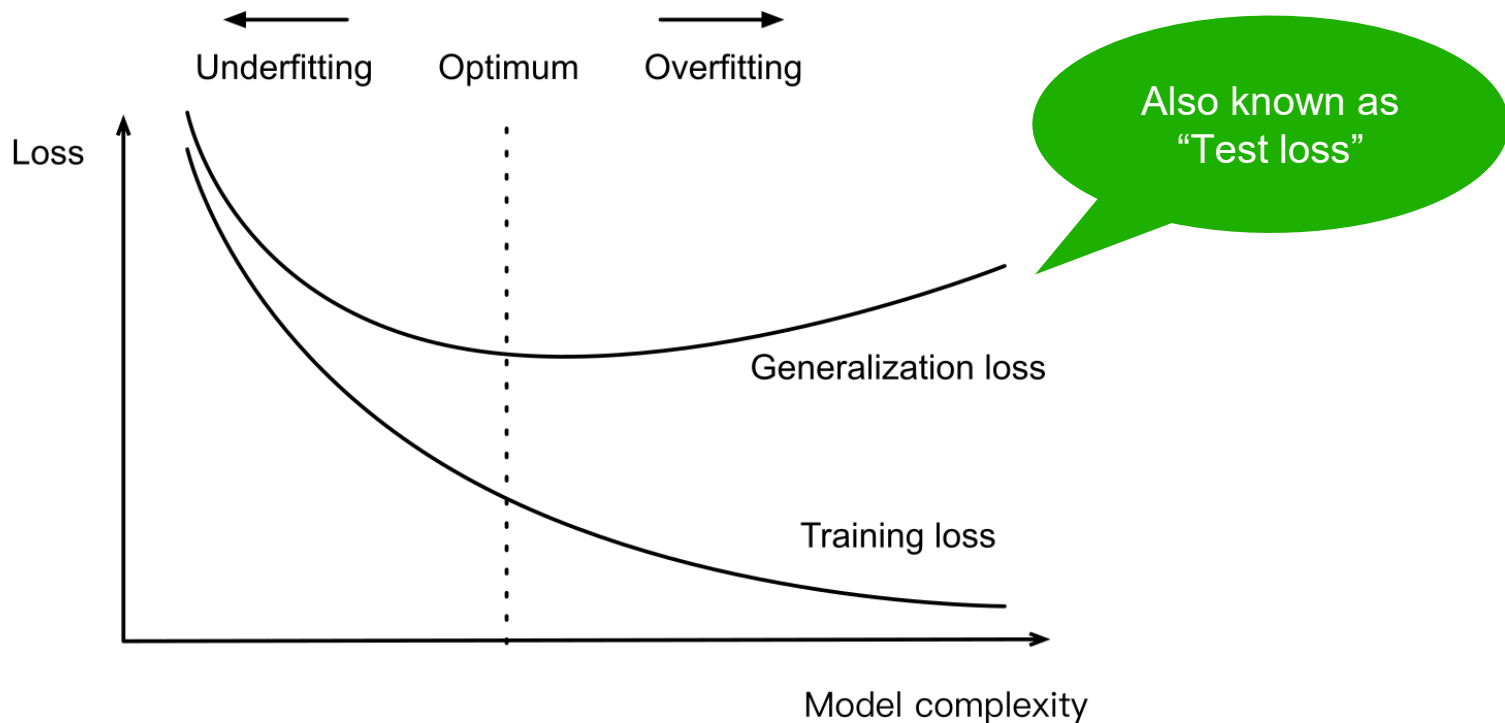 Underfitting
Optimum
Overfitting
Also known as
“Test loss”
Loss
Generalization loss
Training loss
Model complexity